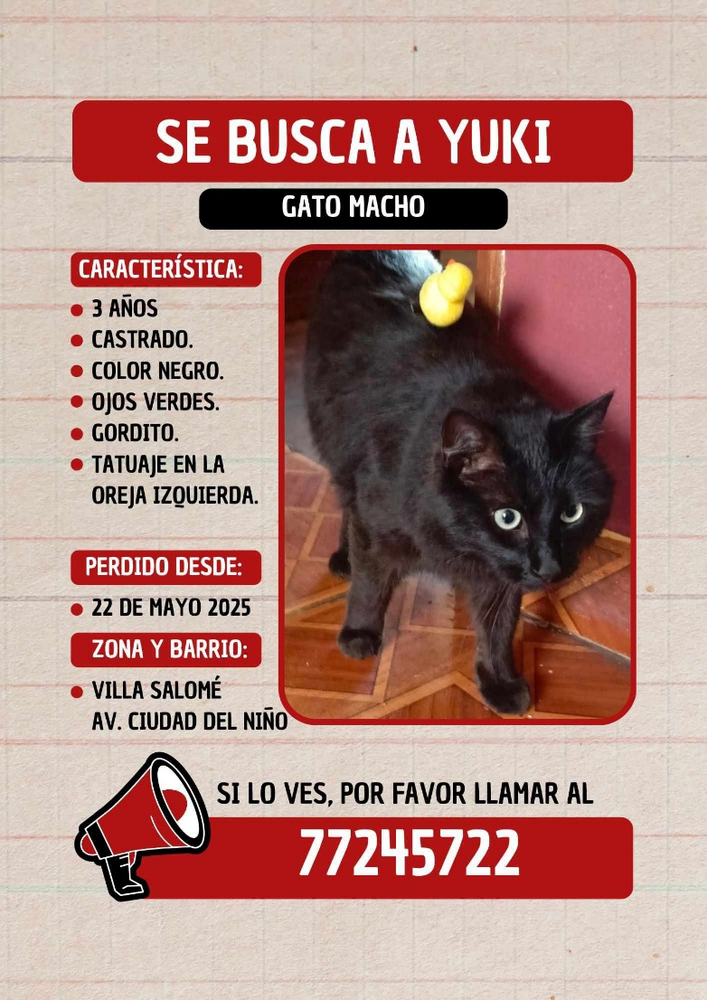 SE BUSCA A YUKI
GATO MACHO
CARACTERÍSTICA:
3 AÑOS
CASTRADO.
COLOR NEGRO.
OJOS VERDES.
GORDITO.
TATUAJE EN LA
OREJA IZQUIERDA.
PERDIDO DESDE:
22 DE MAYO 2025
ZONA Y BARRIO:
VILLA SALOMÉ
AV. CIUDAD DEL NIÑO
SI LO VES, POR FAVOR LLAMAR AL
77245722